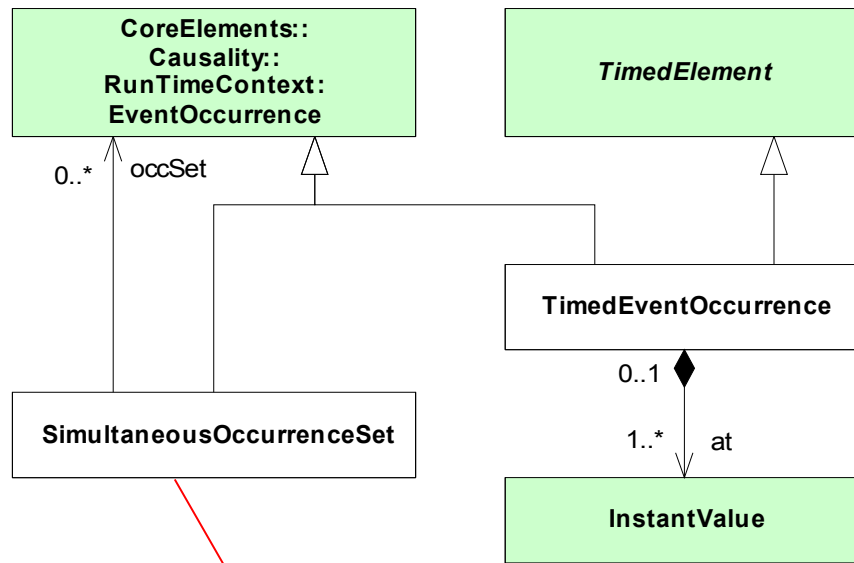 CoreElements::
Causality::
RunTimeContext:
EventOccurrence
TimedElement
0..*
occSet
TimedEventOccurrence
0..1
SimultaneousOccurrenceSet
1..*
at
InstantValue